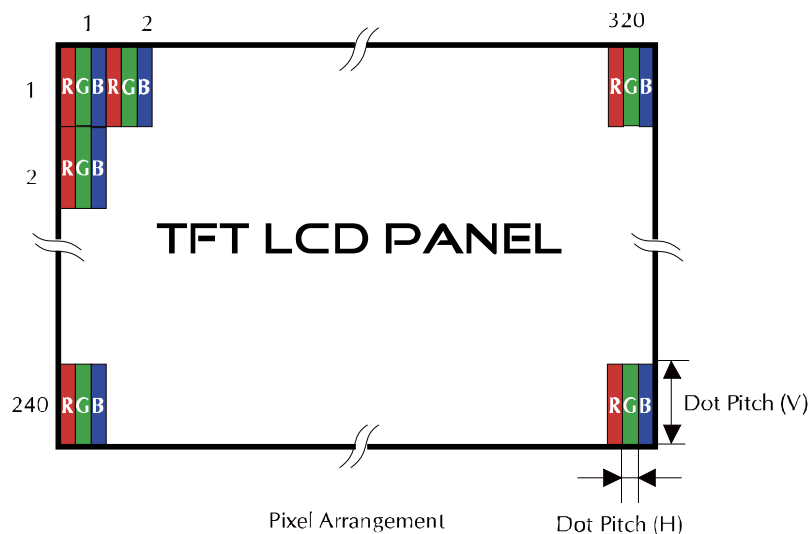 1 2 320
1 RGB RGB RGB
2 RGB
TFT LCD PANEL
240 RGB RGB Dot Pitch (V)
Pixel Arrangement Dot Pitch (H)